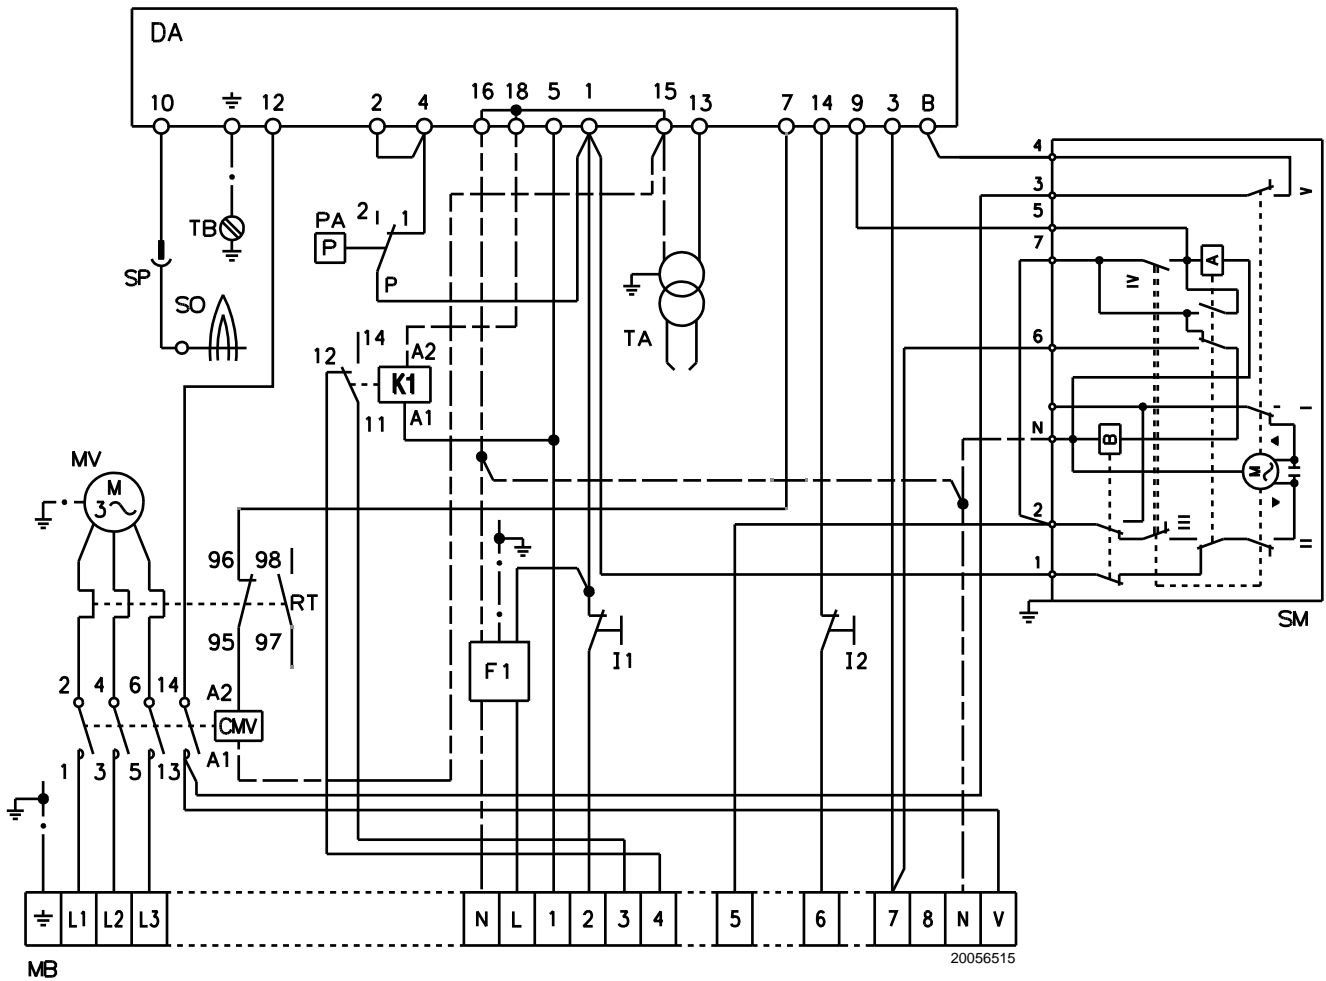 DA
10 12 2 4 16 18 5 1 15 13 7 14 9 3 B
4
3 V
5
7
A
IV
6
I
N B
M
2 III
II
1
SM
TB
SP
SO
PA 2 1
P
P
TA
14
12 A2
K1
11 A1
MV
M
3
96 98
RT
95 97
2 4 6 14 A2
CMV
1 3 5 13 A1
F1
I1
I2
L1 L2 L3 N L 1 2 3 4 5 6 7 8 N V
20056515
MB